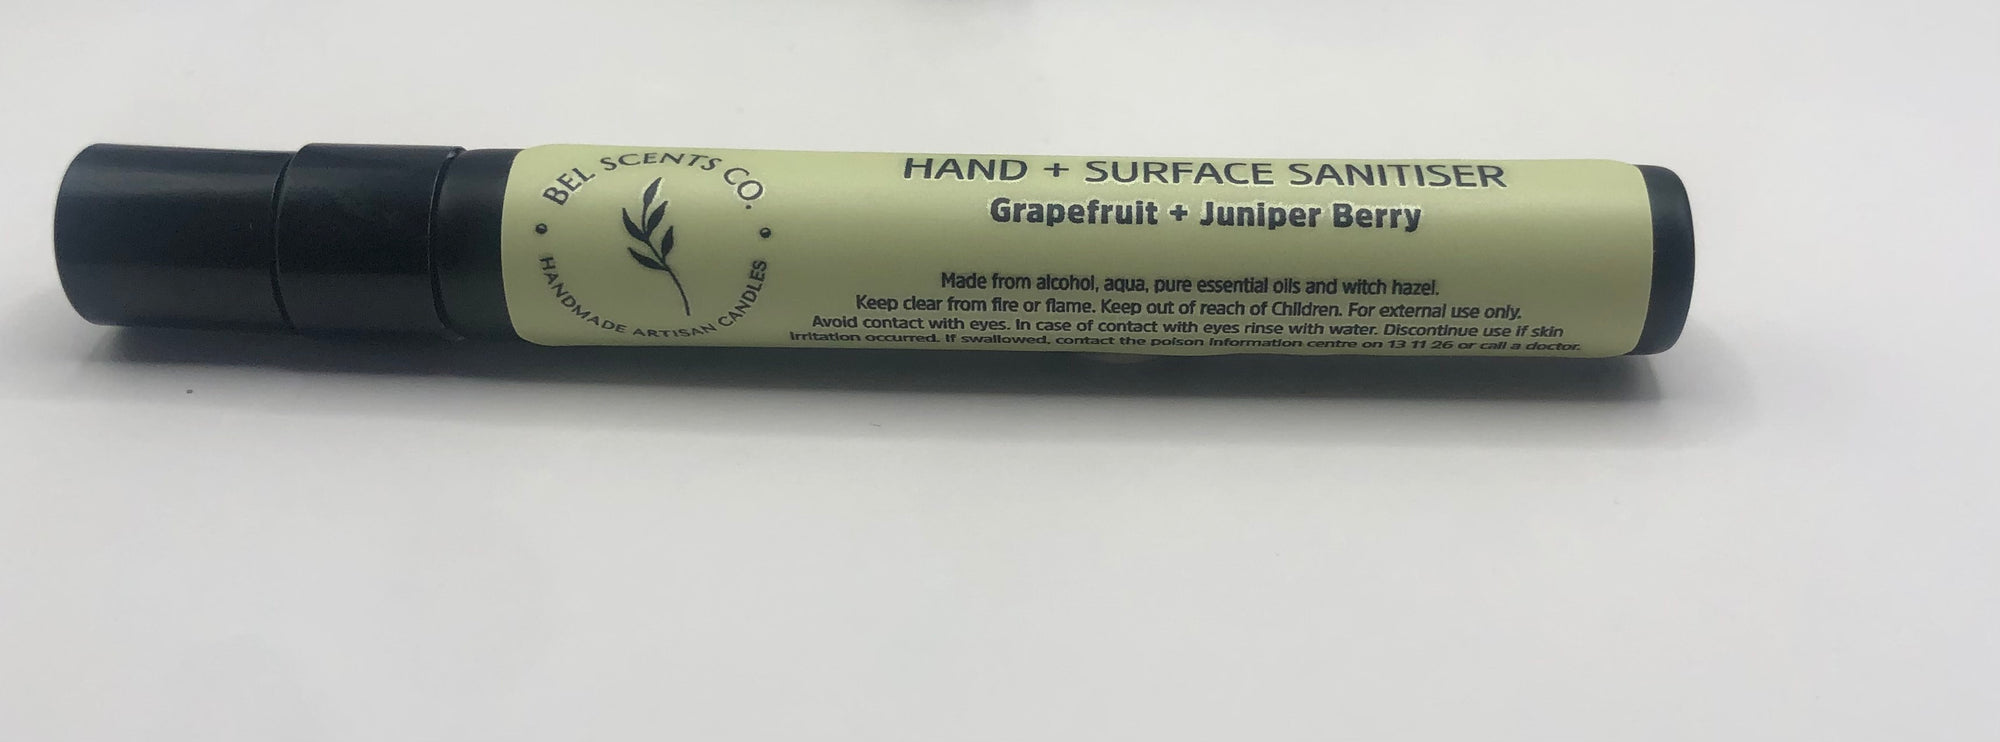 BEL SCENTS CO.
HANDMADE ARTISAN CANDLES
HAND + SURFACE SANITISER
Grapefruit + Juniper Berry
Made from alcohol, aqua, pure essential oils and witch hazel.
Keep clear from fire or flame. Keep out of reach of Children. For external use only.
Avoid contact with eyes. In case of contact with eyes rinse with water. Discontinue use if skin
irritation occurred. If swallowed, contact the poison information centre on 13 11 26 or call a doctor.